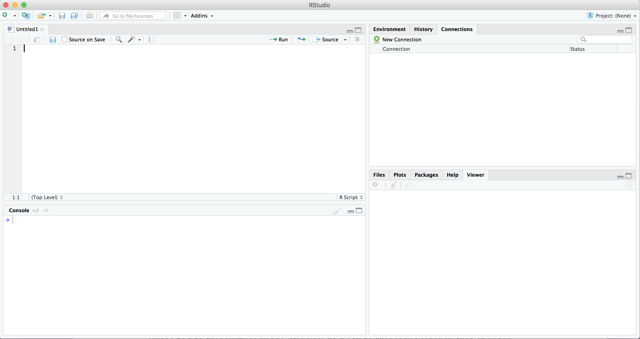 RStudio
Go to file/function Addins Project: (None)
Untitled1
Source on Save Run Source
1
1:1 (Top Level) R Script
Console ~/
>
Environment History Connections
New Connection
Connection Status
Files Plots Packages Help Viewer